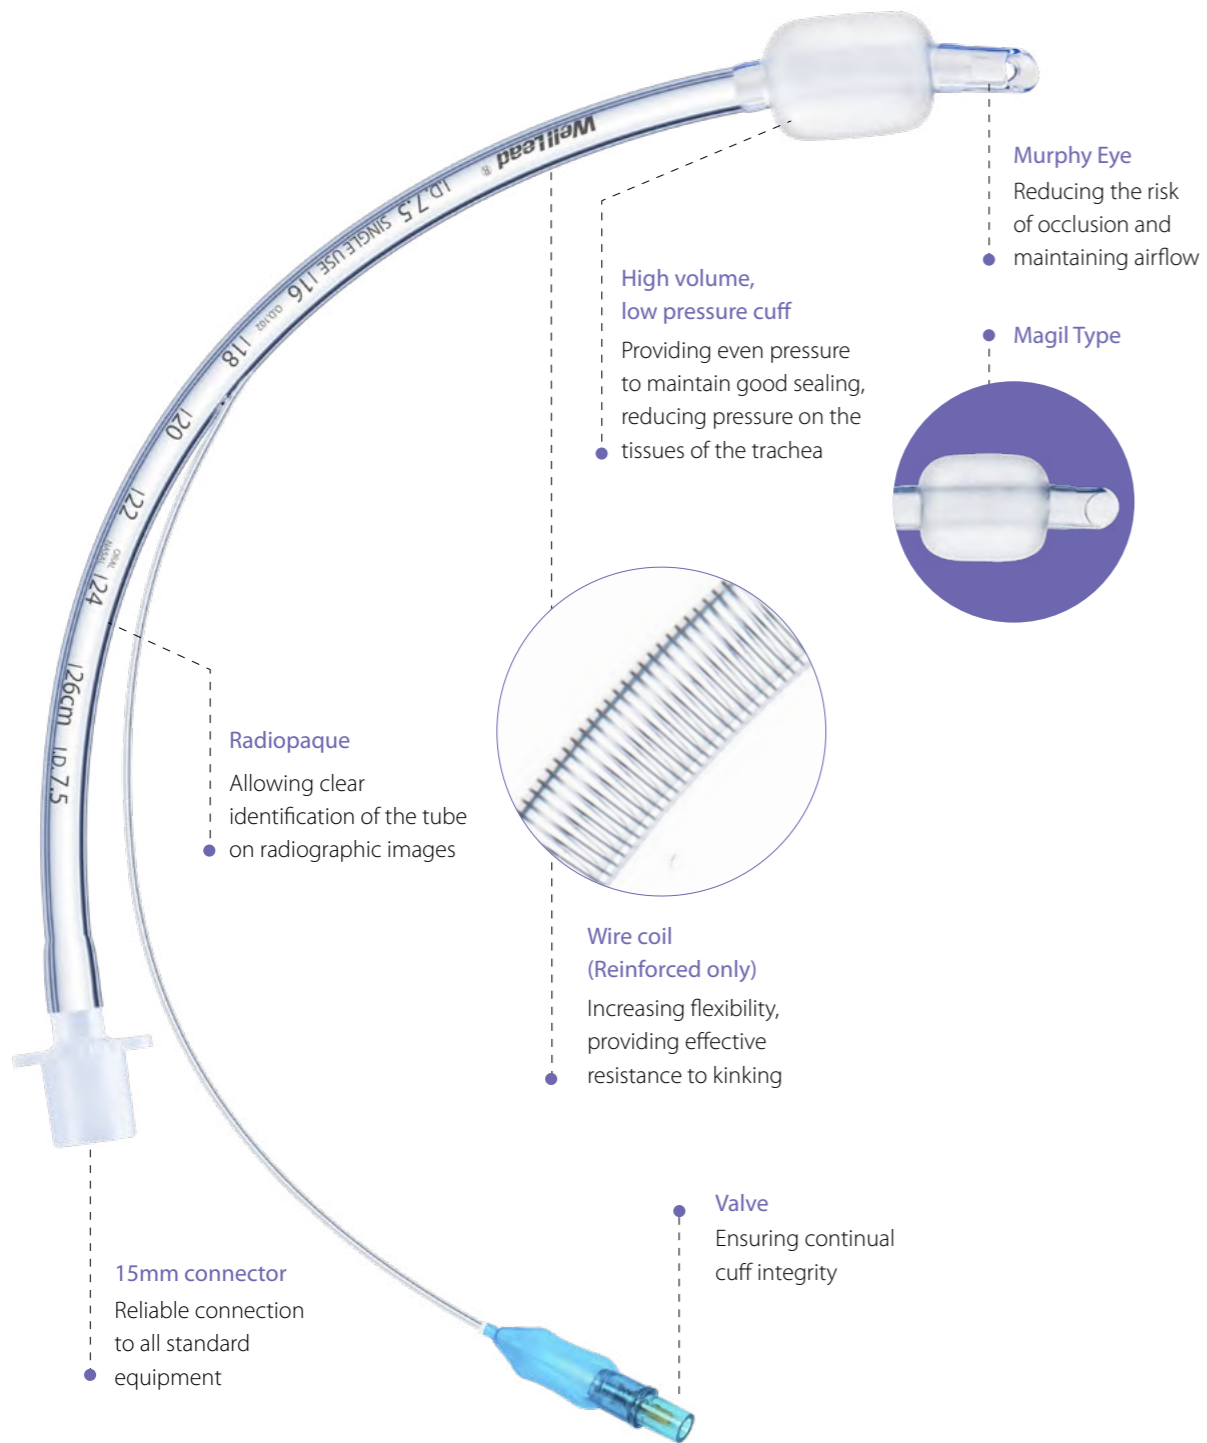 WellLead ®
I.D. 7.5
SINGLE USE
16
18
20
22
ORAL
NASAL
24
26cm
I.D. 7.5
Murphy Eye
Reducing the risk
of occlusion and
maintaining airflow
High volume,
low pressure cuff
Providing even pressure
to maintain good sealing,
reducing pressure on the
tissues of the trachea
Magil Type
Radiopaque
Allowing clear
identification of the tube
on radiographic images
Wire coil
(Reinforced only)
Increasing flexibility,
providing effective
resistance to kinking
Valve
Ensuring continual
cuff integrity
15mm connector
Reliable connection
to all standard
equipment